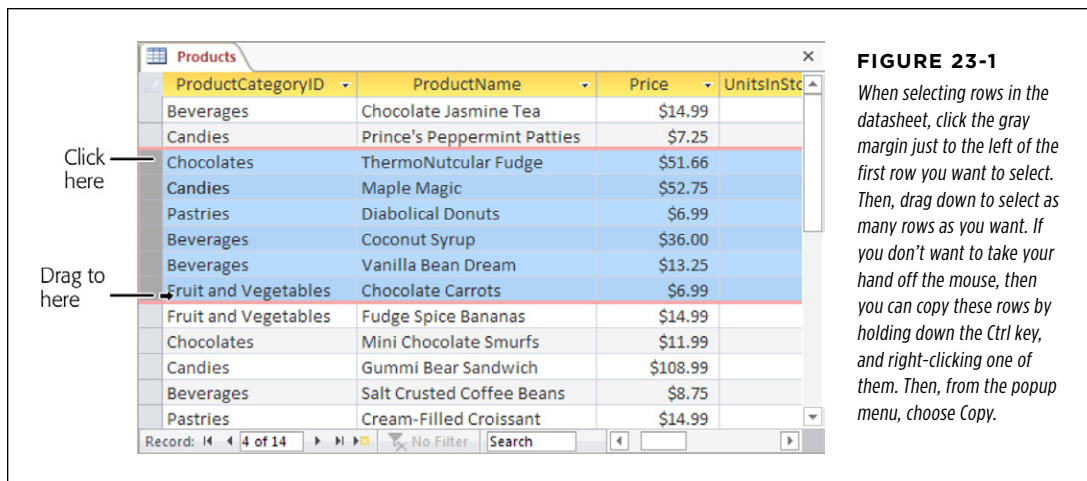 Products
ProductCategoryID ProductName Price UnitsInStc
Beverages Chocolate Jasmine Tea $14.99
Candies Prince's Peppermint Patties $7.25
Chocolates ThermoNutcular Fudge $51.66
Candies Maple Magic $52.75
Pastries Diabolical Donuts $6.99
Beverages Coconut Syrup $36.00
Beverages Vanilla Bean Dream $13.25
Fruit and Vegetables Chocolate Carrots $6.99
Fruit and Vegetables Fudge Spice Bananas $14.99
Chocolates Mini Chocolate Smurfs $11.99
Candies Gummi Bear Sandwich $108.99
Beverages Salt Crusted Coffee Beans $8.75
Pastries Cream-Filled Croissant $14.99
Record: 4 of 14 No Filter Search
Click
here
Drag to
here
FIGURE 23-1
When selecting rows in the
datasheet, click the gray
margin just to the left of the
first row you want to select.
Then, drag down to select as
many rows as you want. If
you don't want to take your
hand off the mouse, then
you can copy these rows by
holding down the Ctrl key,
and right-clicking one of
them. Then, from the popup
menu, choose Copy.